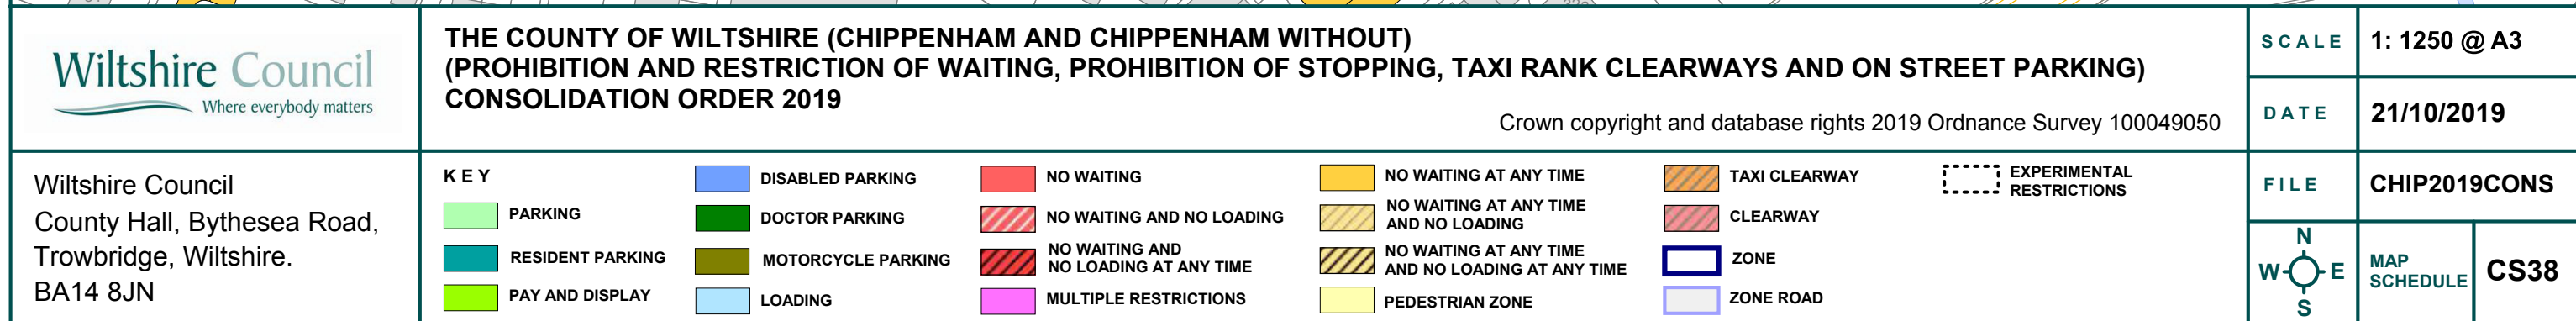 Wiltshire Council
Where everybody matters
THE COUNTY OF WILTSHIRE (CHIPPENHAM AND CHIPPENHAM WITHOUT)
(PROHIBITION AND RESTRICTION OF WAITING, PROHIBITION OF STOPPING, TAXI RANK CLEARWAYS AND ON STREET PARKING)
CONSOLIDATION ORDER 2019
Crown copyright and database rights 2019 Ordnance Survey 100049050
SCALE
1: 1250 @ A3
DATE
21/10/2019
Wiltshire Council
County Hall, Bythesea Road,
Trowbridge, Wiltshire.
BA14 8JN
KEY
PARKING
RESIDENT PARKING
PAY AND DISPLAY
DISABLED PARKING
DOCTOR PARKING
MOTORCYCLE PARKING
LOADING
NO WAITING
NO WAITING AND NO LOADING
NO WAITING AND
NO LOADING AT ANY TIME
MULTIPLE RESTRICTIONS
NO WAITING AT ANY TIME
NO WAITING AT ANY TIME
AND NO LOADING
NO WAITING AT ANY TIME
AND NO LOADING AT ANY TIME
PEDESTRIAN ZONE
TAXI CLEARWAY
CLEARWAY
ZONE
ZONE ROAD
EXPERIMENTAL
RESTRICTIONS
FILE
CHIP2019CONS
N
W E
S
MAP
SCHEDULE
CS38